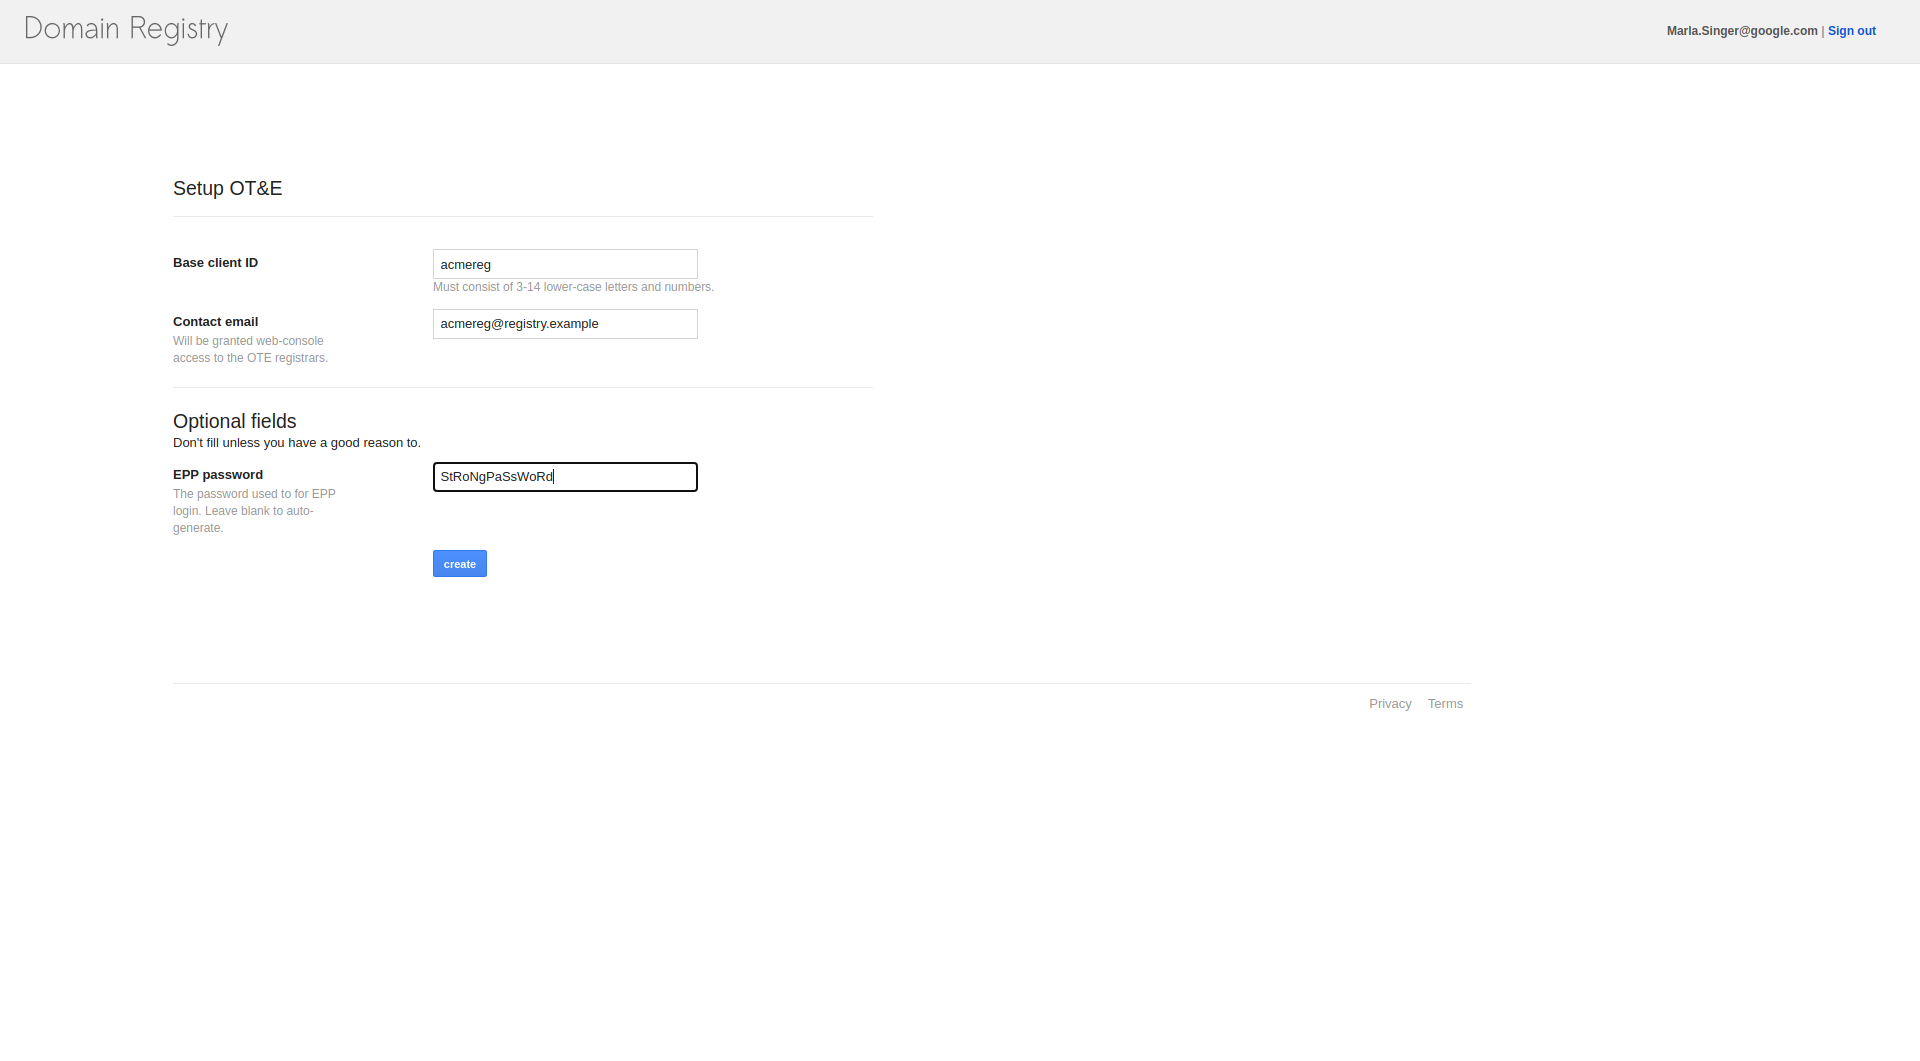 Domain Registry
Marla.Singer@google.com | Sign out
Setup OT&E
Base client ID
acmereg
Must consist of 3-14 lower-case letters and numbers.
Contact email
acmereg@registry.example
Will be granted web-console
access to the OTE registrars.
Optional fields
Don't fill unless you have a good reason to.
EPP password
StRoNgPaSsWoRd
The password used to for EPP
login. Leave blank to auto-
generate.
create
Privacy Terms